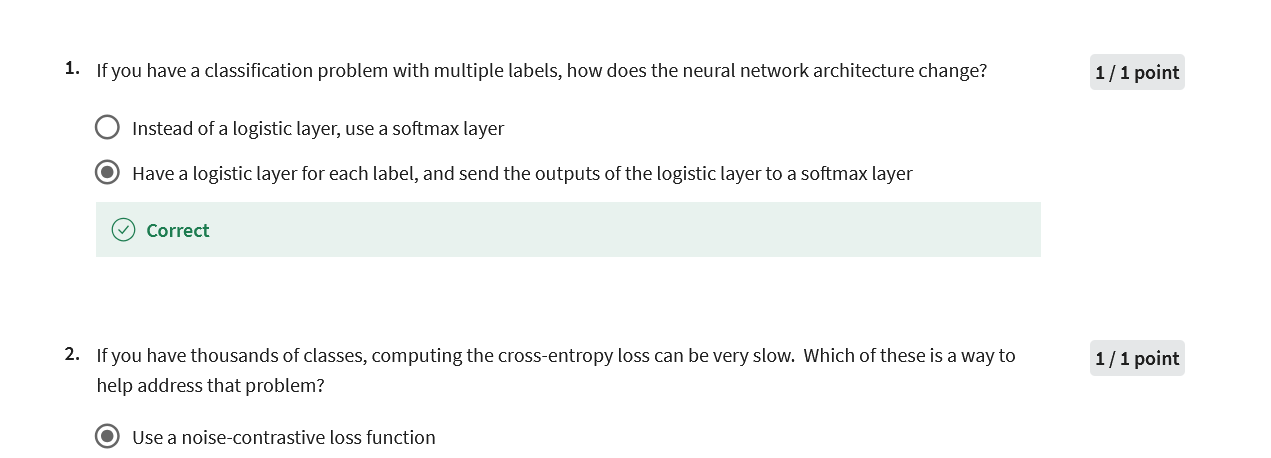 1. If you have a classification problem with multiple labels, how does the neural network architecture change?
1 / 1 point
Instead of a logistic layer, use a softmax layer
Have a logistic layer for each label, and send the outputs of the logistic layer to a softmax layer
Correct
2. If you have thousands of classes, computing the cross-entropy loss can be very slow.  Which of these is a way to
help address that problem?
1 / 1 point
Use a noise-contrastive loss function